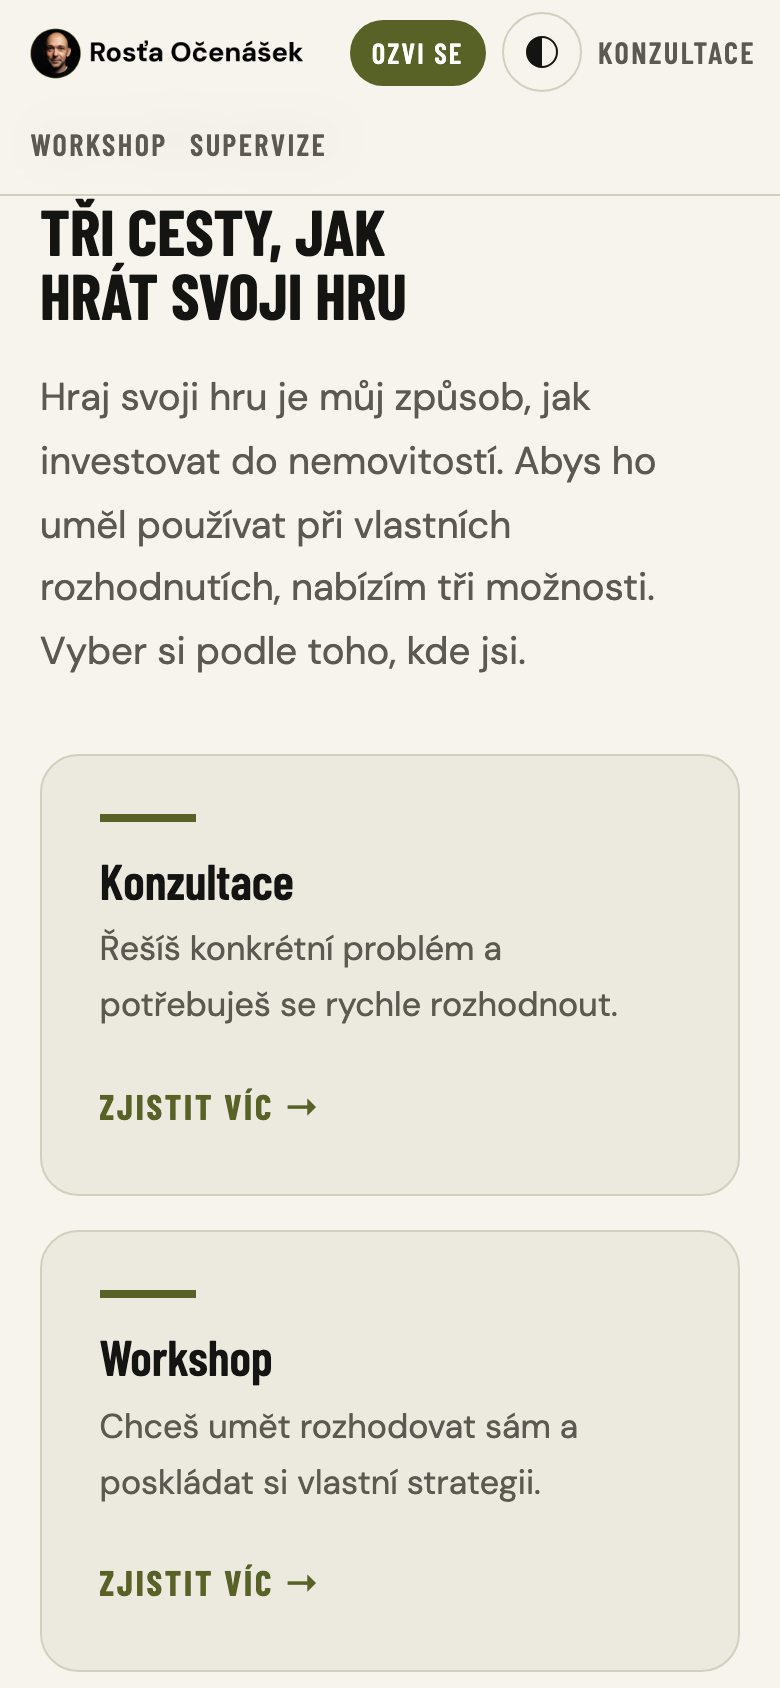 Rosťa Očenášek
OZVI SE
KONZULTACE
WORKSHOP SUPERVIZE
TŘI CESTY, JAK
HRÁT SVOJI HRU
Hraj svoji hru je můj způsob, jak
investovat do nemovitostí. Abys ho
uměl používat při vlastních
rozhodnutích, nabízím tři možnosti.
Vyber si podle toho, kde jsi.
Konzultace
Řešíš konkrétní problém a
potřebuješ se rychle rozhodnout.
ZJISTIT VÍC →
Workshop
Chceš umět rozhodovat sám a
poskládat si vlastní strategii.
ZJISTIT VÍC →